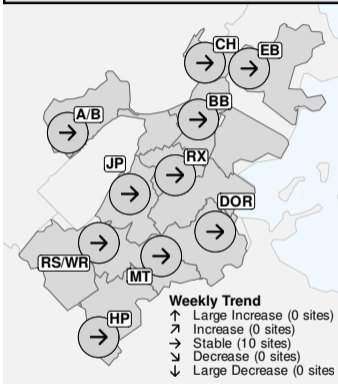 CH
EB
BB
A/B
RX
JP
DOR
RS/WR
MT
HP
Weekly Trend
↑ Large Increase (0 sites)
↗ Increase (0 sites)
→ Stable (10 sites)
↘ Decrease (0 sites)
↓ Large Decrease (0 sites